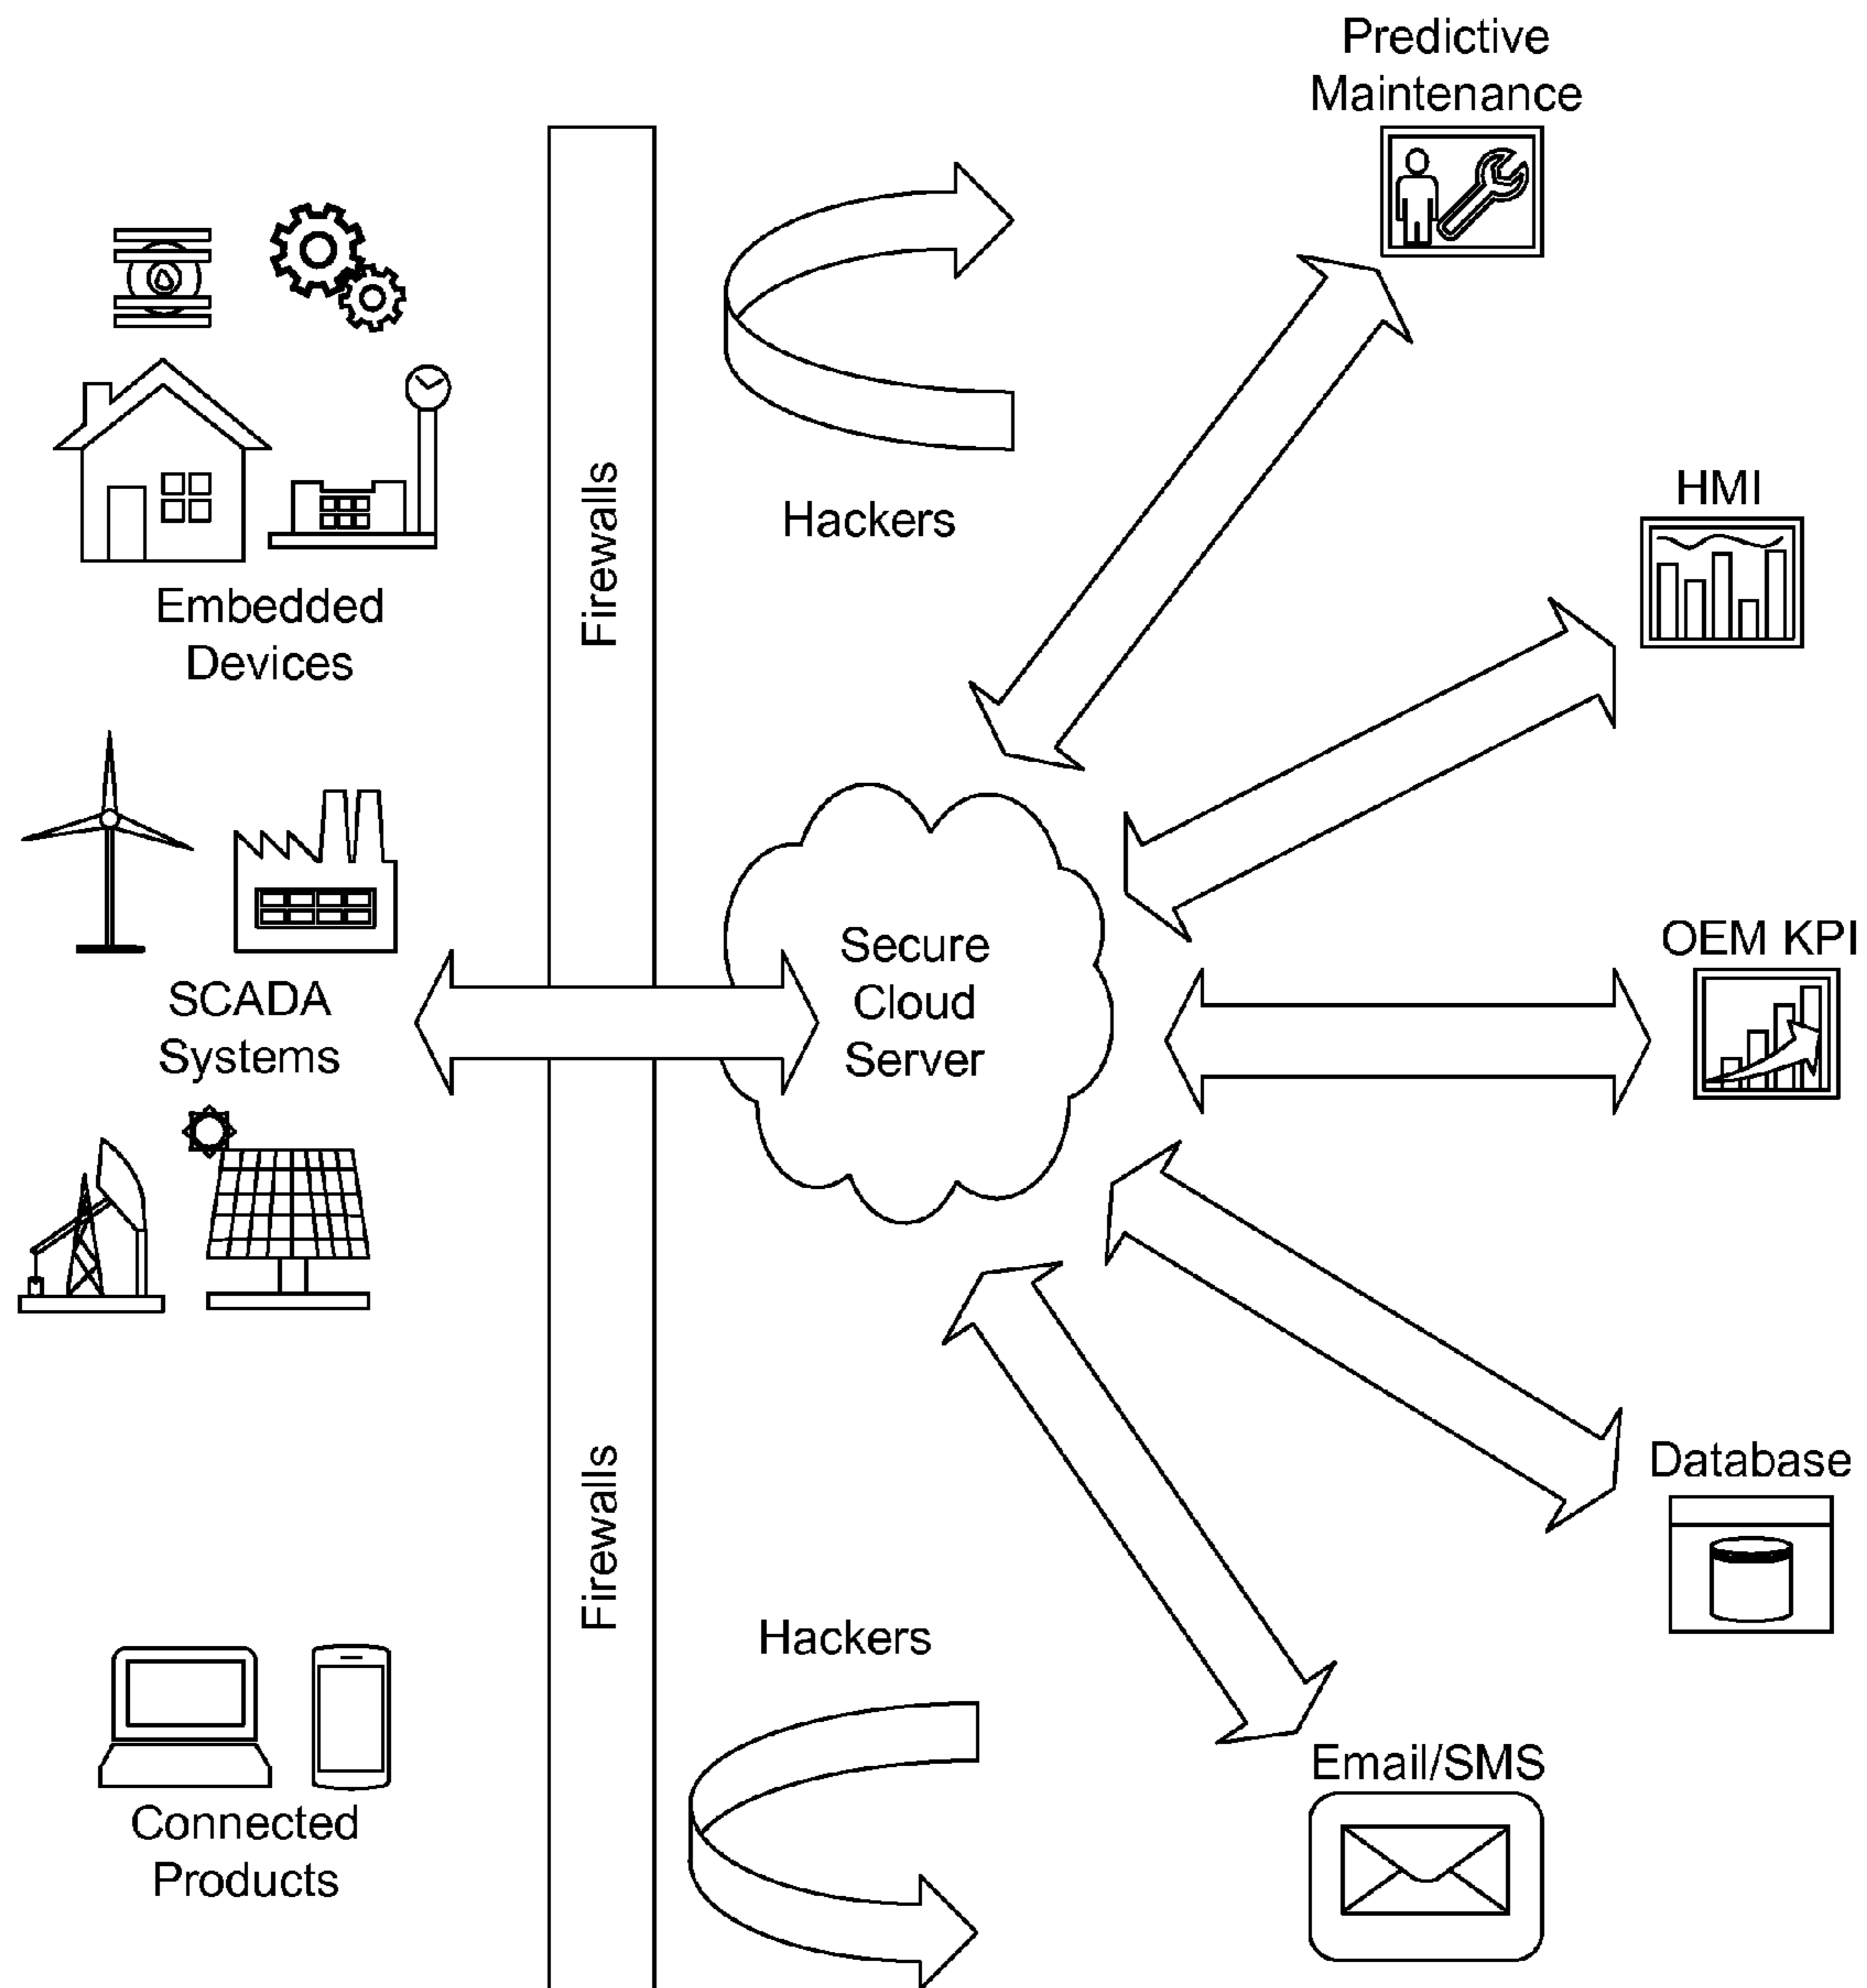 Predictive
Maintenance
Firewalls
Hackers
HMI
Embedded
Devices
Secure
Cloud
Server
OEM KPI
SCADA
Systems
Firewalls
Database
Hackers
Email/SMS
Connected
Products